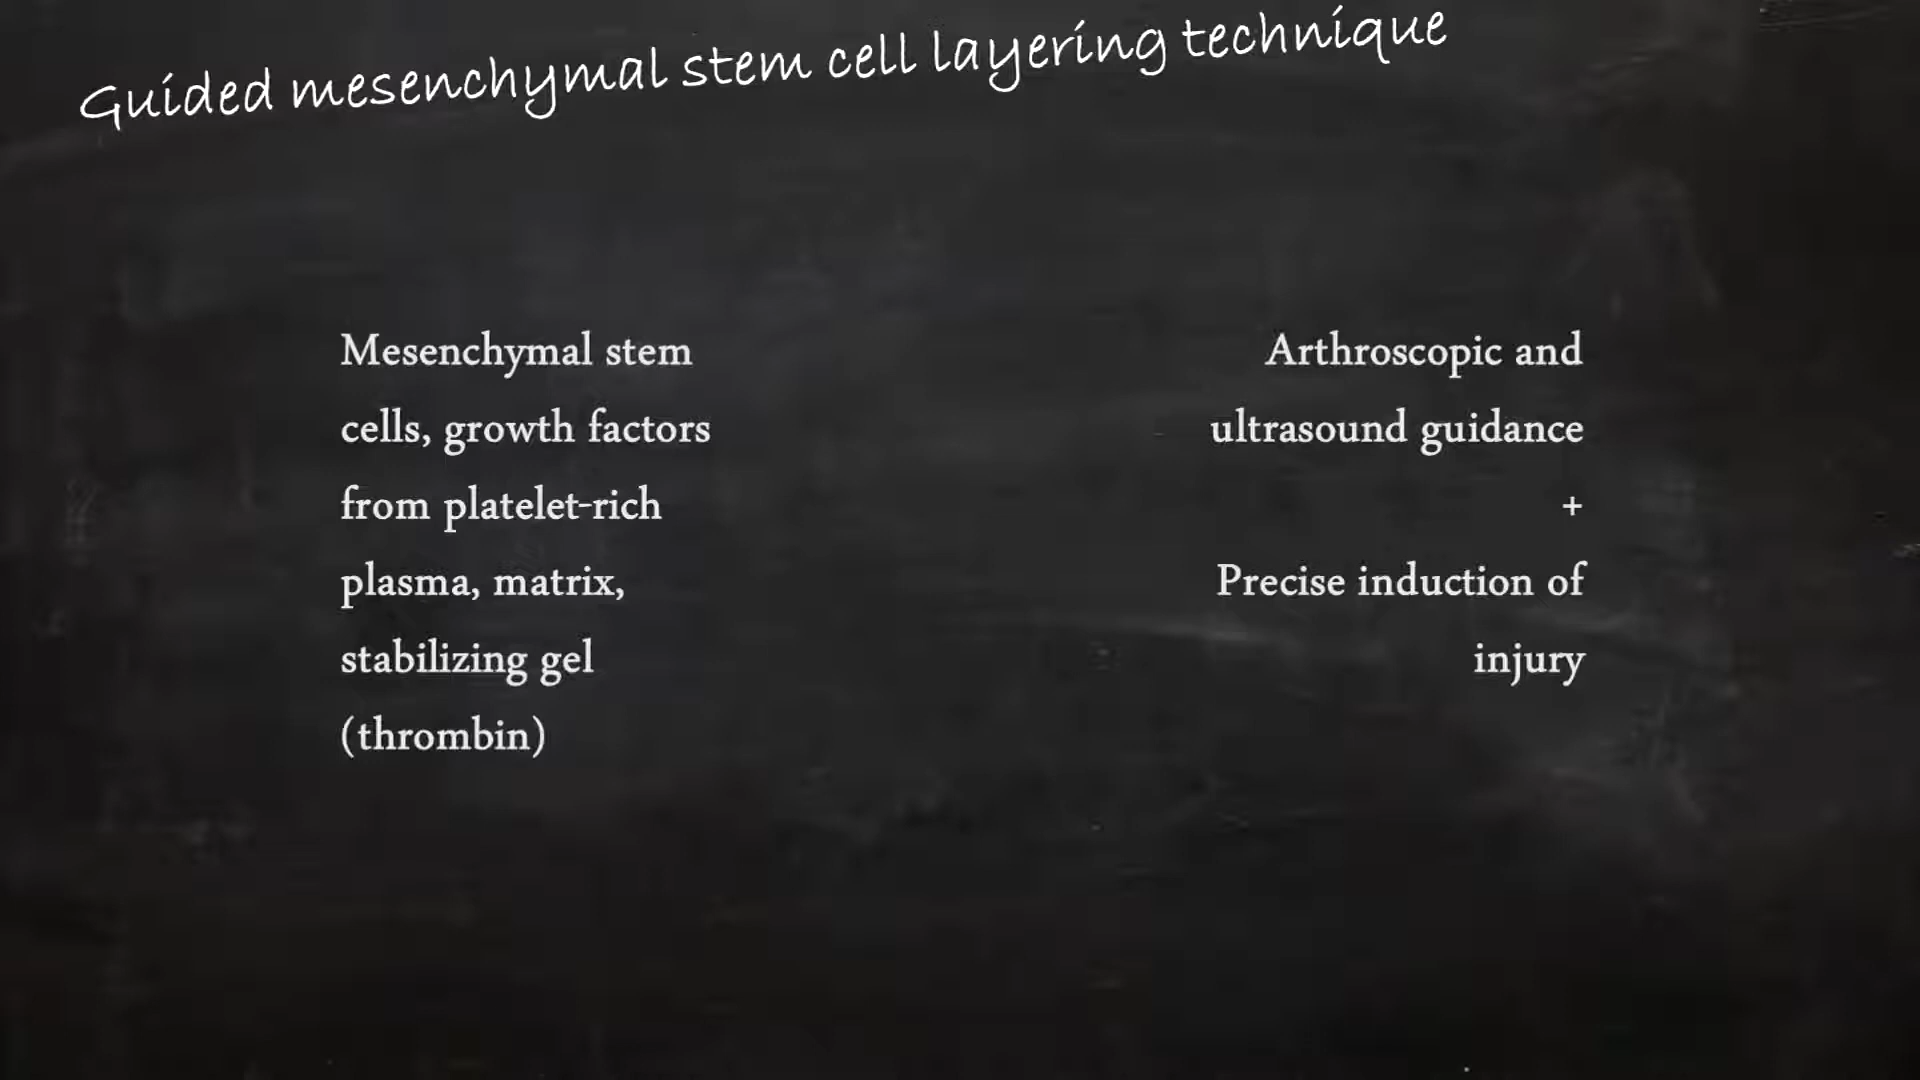 Guided mesenchymal stem cell layering technique
Mesenchymal stem
cells, growth factors
from platelet-rich
plasma, matrix,
stabilizing gel
(thrombin)
Arthroscopic and
ultrasound guidance
+
Precise induction of
injury